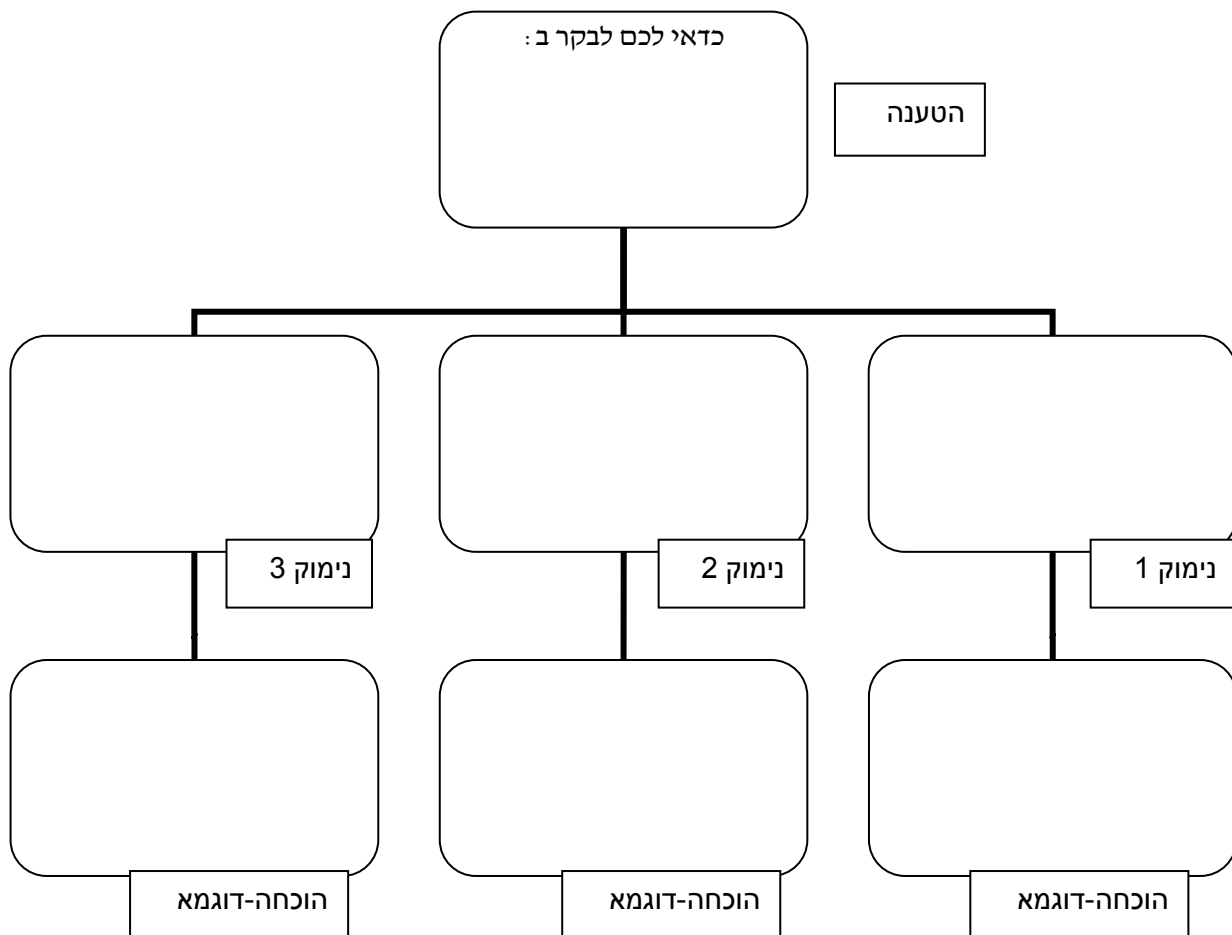 כדאי לכם לבקר ב:
הטענה
נימוק 1
נימוק 2
נימוק 3
הוכחה-דוגמא
הוכחה-דוגמא
הוכחה-דוגמא